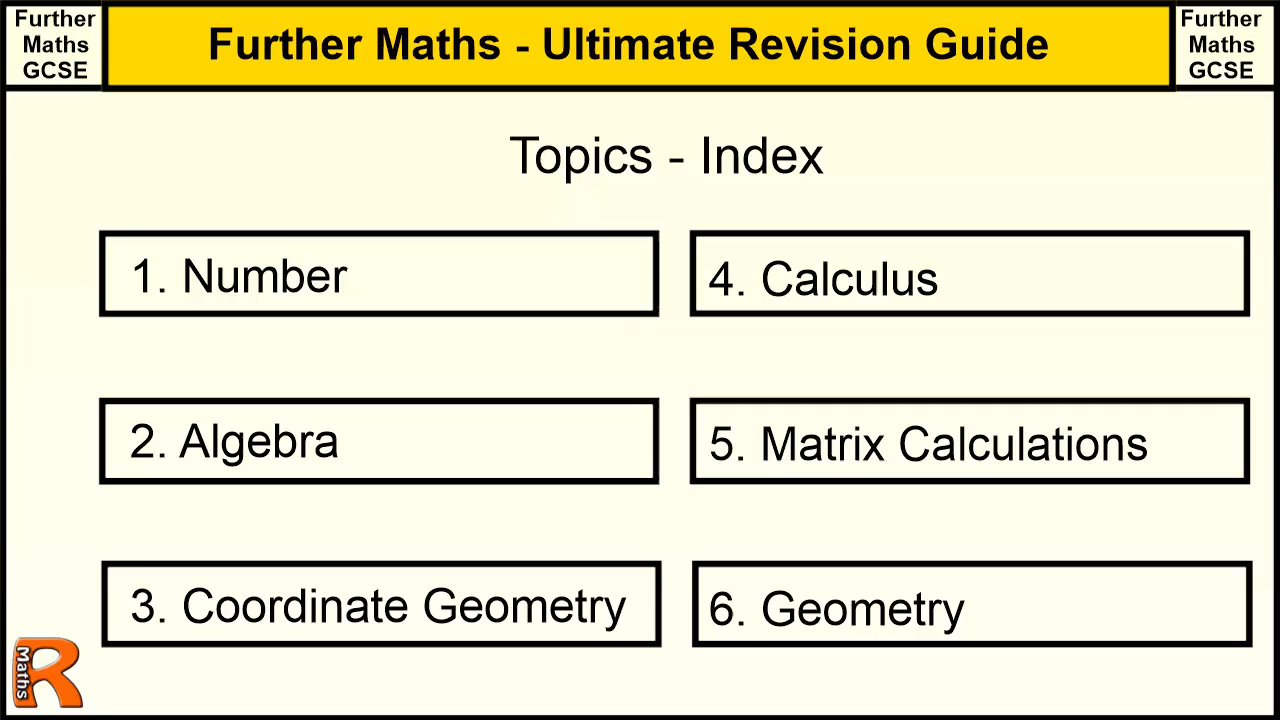 Further
Maths
GCSE
Further Maths - Ultimate Revision Guide
Further
Maths
GCSE
Topics - Index
1. Number
4. Calculus
2. Algebra
5. Matrix Calculations
3. Coordinate Geometry
6. Geometry
R
Maths